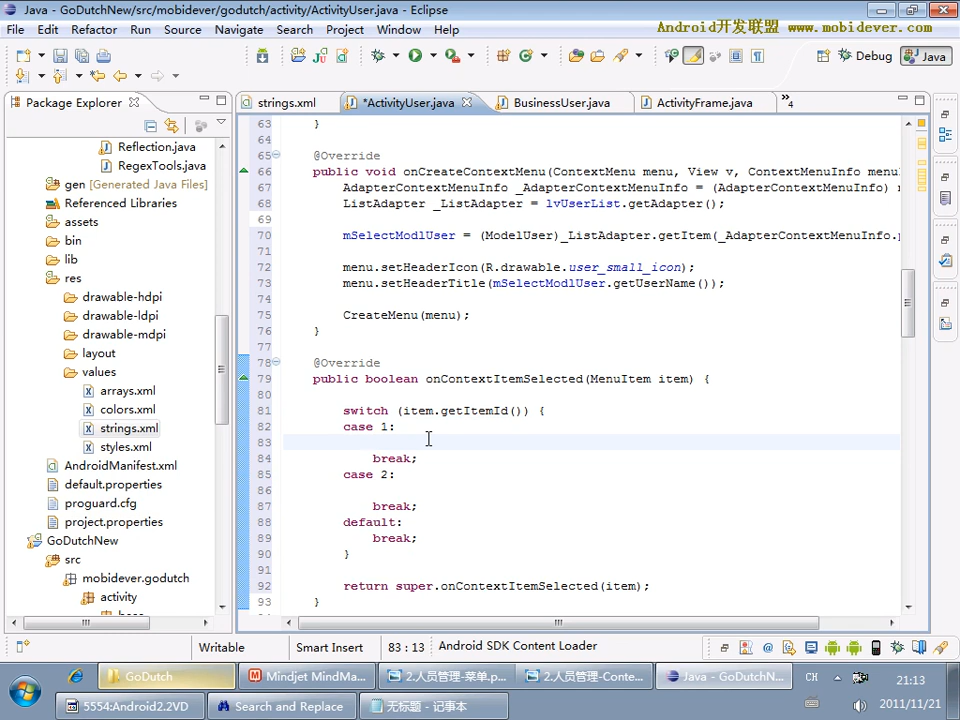 Java - GoDutchNew/src/mobidever/godutch/activity/ActivityUser.java - Eclipse
File Edit Refactor Run Source Navigate Search Project Window Help
Android开发联盟 www.mobidever.com
Debug Java
Package Explorer
strings.xml *ActivityUser.java BusinessUser.java ActivityFrame.java »4
Reflection.java
RegexTools.java
gen [Generated Java Files]
Referenced Libraries
assets
bin
lib
res
drawable-hdpi
drawable-ldpi
drawable-mdpi
layout
values
arrays.xml
colors.xml
strings.xml
styles.xml
AndroidManifest.xml
default.properties
proguard.cfg
project.properties
GoDutchNew
src
mobidever.godutch
activity
63 }
64
65 @Override
66 public void onCreateContextMenu(ContextMenu menu, View v, ContextMenuInfo menu
67 AdapterContextMenuInfo _AdapterContextMenuInfo = (AdapterContextMenuInfo)
68 ListAdapter _ListAdapter = lvUserList.getAdapter();
69
70 mSelectModlUser = (ModelUser)_ListAdapter.getItem(_AdapterContextMenuInfo.
71
72 menu.setHeaderIcon(R.drawable.user_small_icon);
73 menu.setHeaderTitle(mSelectModlUser.getUserName());
74
75 CreateMenu(menu);
76 }
77
78 @Override
79 public boolean onContextItemSelected(MenuItem item) {
80
81 switch (item.getItemId()) {
82 case 1:
83
84 break;
85 case 2:
86
87 break;
88 default:
89 break;
90 }
91
92 return super.onContextItemSelected(item);
93 }
Writable Smart Insert 83 : 13 Android SDK Content Loader
GoDutch Mindjet MindMa... 2.人员管理-菜单.p... 2.人员管理-Conte... Java - GoDutchN... CH 21:13
5554:Android2.2VD Search and Replace 无标题 - 记事本 2011/11/21